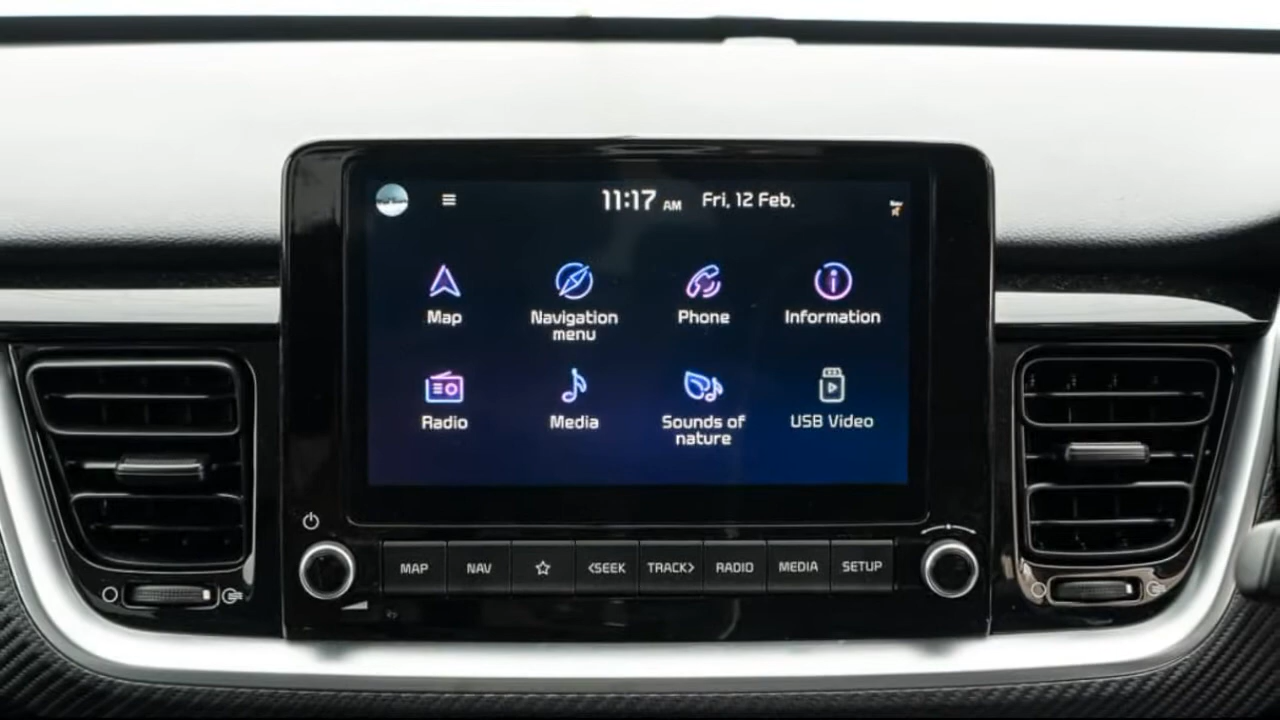 11:17 AM Fri, 12 Feb.
Map
Navigation
menu
Phone
Information
Radio
Media
Sounds of
nature
USB Video
MAP
NAV
<SEEK
TRACK>
RADIO
MEDIA
SETUP